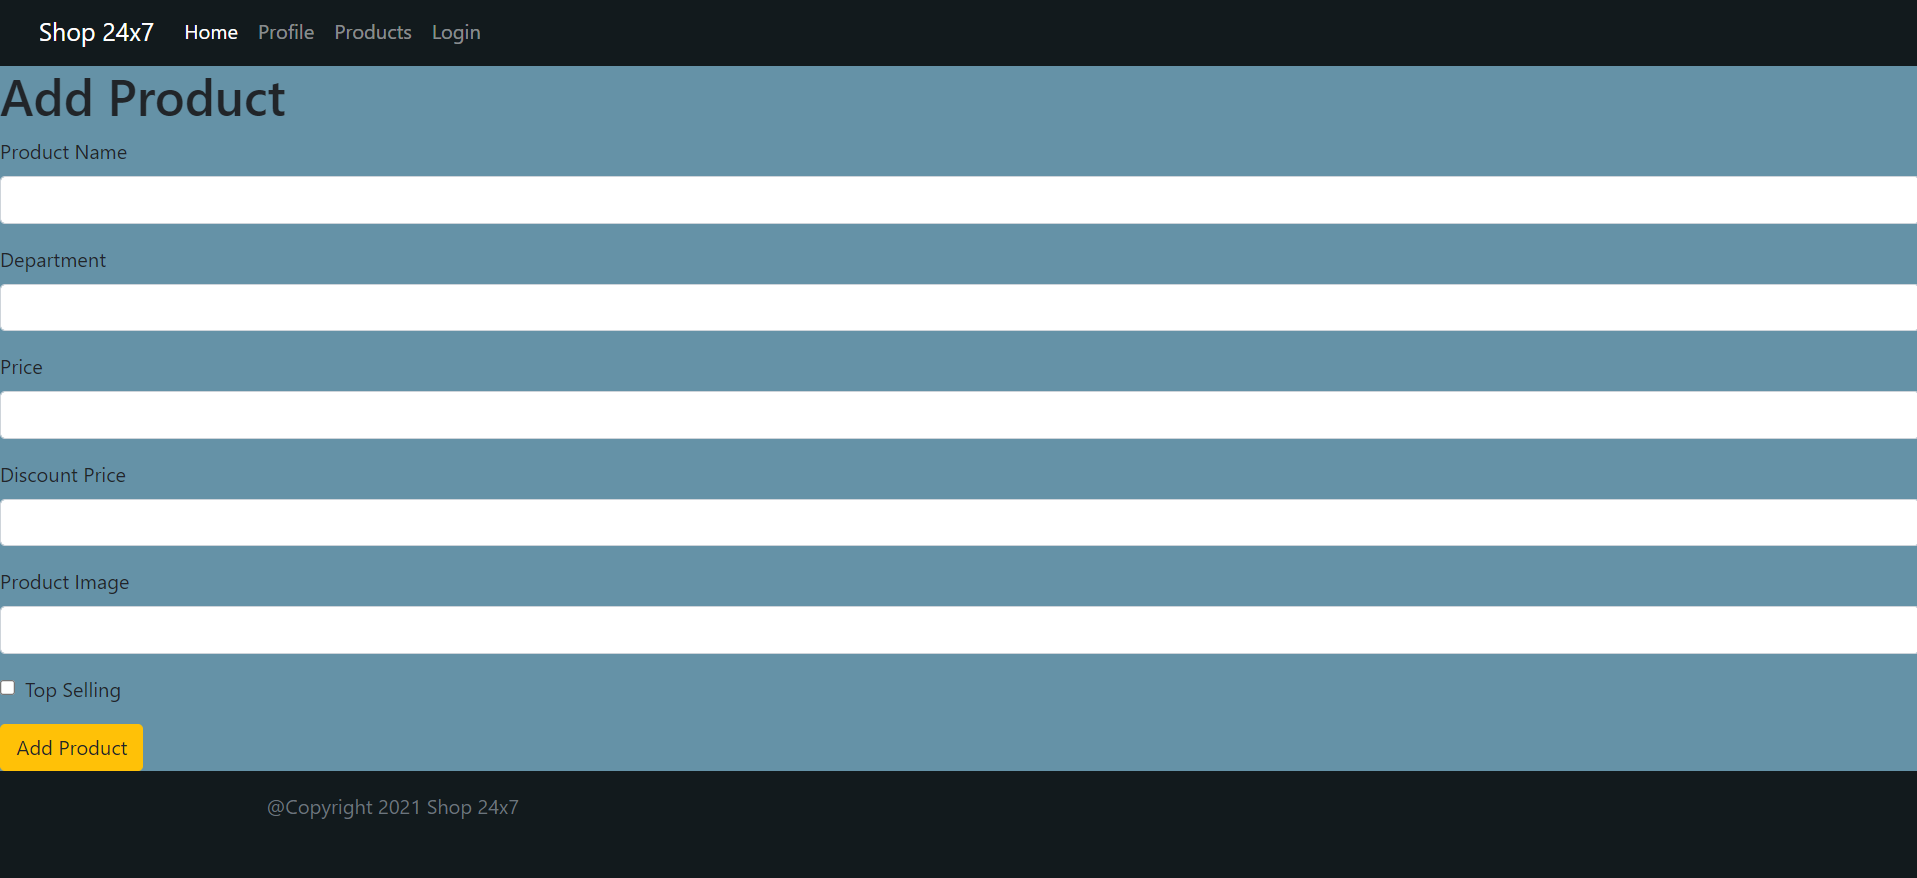 Shop 24x7 Home Profile Products Login
Add Product
Product Name
Department
Price
Discount Price
Product Image
Top Selling
Add Product
@Copyright 2021 Shop 24x7